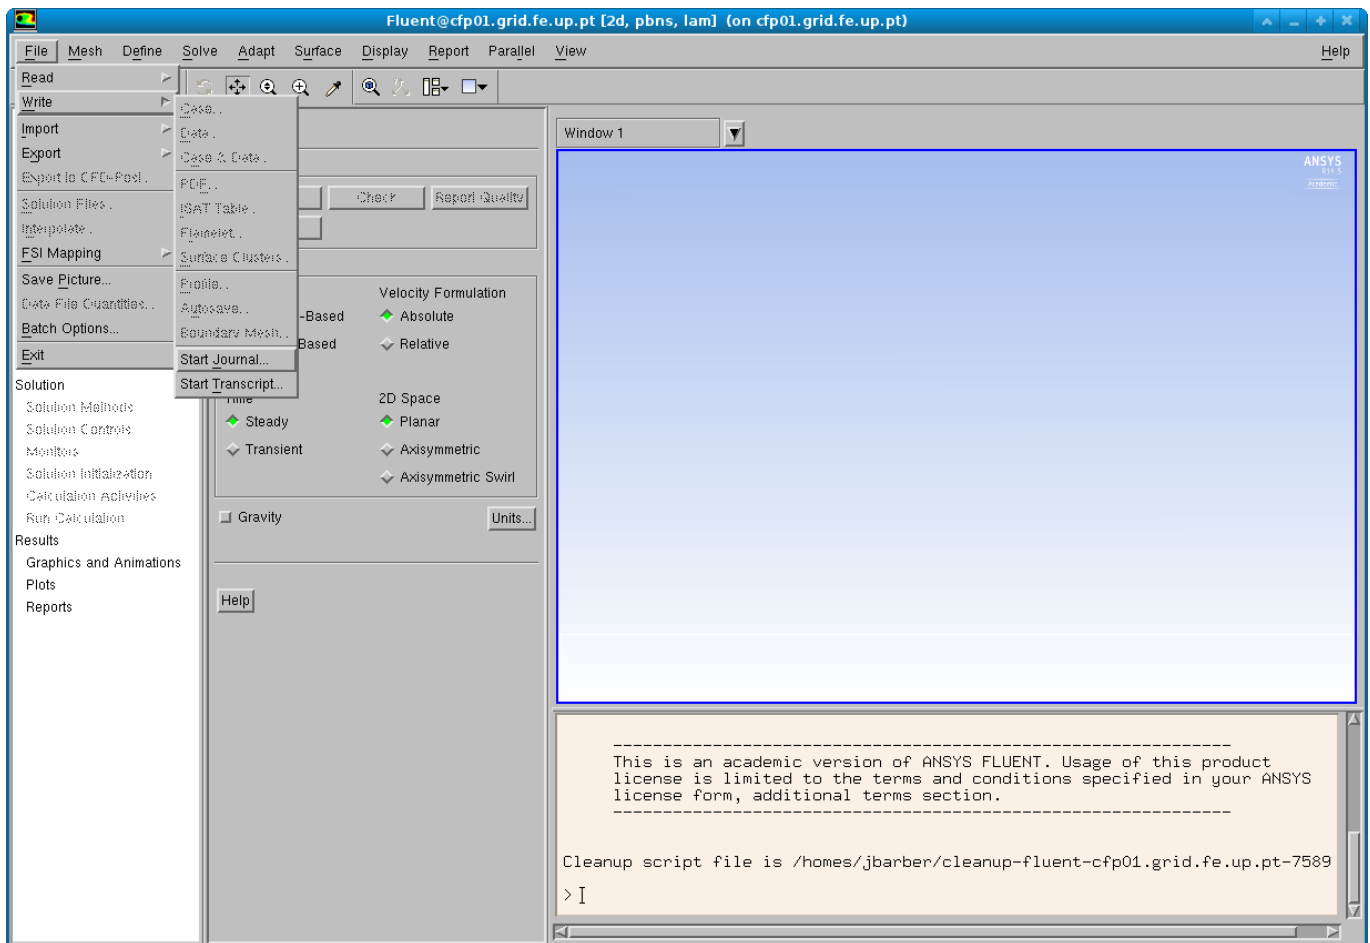 Fluent@cfp01.grid.fe.up.pt [2d, pbns, lam] (on cfp01.grid.fe.up.pt)
File Mesh Define Solve Adapt Surface Display Report Parallel View Help
Read
Write
Import
Export
Export to CFD-Post...
Solution Files...
Interpolate...
FSI Mapping
Save Picture...
Data File Quantities...
Batch Options...
Exit
Case...
Data...
Case & Data...
PDF...
ISAT Table...
Flamelet...
Surface Clusters...
Profile...
Autosave...
Boundary Mesh...
Start Journal...
Start Transcript...
Solution
Solution Methods
Solution Controls
Monitors
Solution Initialization
Calculation Activities
Run Calculation
Results
Graphics and Animations
Plots
Reports
Check Report Quality
Velocity Formulation
-Based Absolute
Based Relative
Time 2D Space
Steady Planar
Transient Axisymmetric
Axisymmetric Swirl
Gravity Units...
Help
Window 1
ANSYS
R14.5
Academic
This is an academic version of ANSYS FLUENT. Usage of this product
license is limited to the terms and conditions specified in your ANSYS
license form, additional terms section.
Cleanup script file is /homes/jbarber/cleanup-fluent-cfp01.grid.fe.up.pt-7589
>